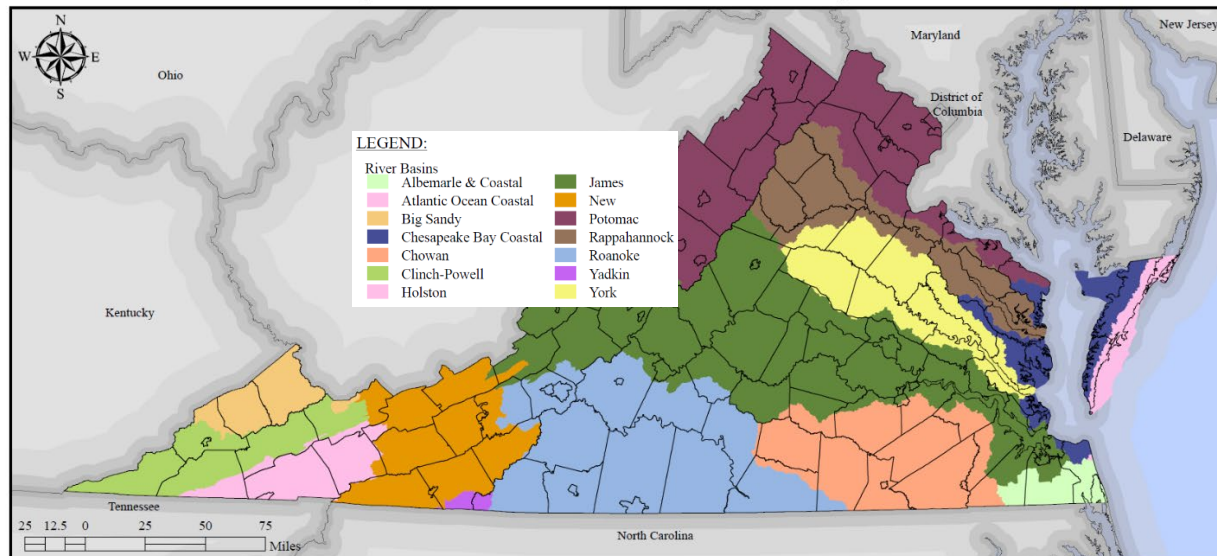 New Jersey
Maryland
N
W E
S
Ohio
District of
Columbia
Delaware
LEGEND:
River Basins
Albemarle & Coastal
Atlantic Ocean Coastal
Big Sandy
Chesapeake Bay Coastal
Chowan
Clinch-Powell
Holston
James
New
Potomac
Rappahannock
Roanoke
Yadkin
York
Kentucky
Tennessee
North Carolina
25 12.5 0 25 50 75
Miles